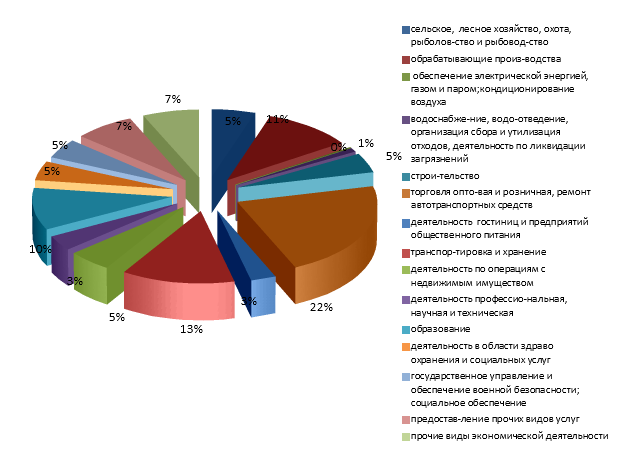 сельское, лесное хозяйство, охота,
рыболов-ство и рыбовод-ство
обрабатывающие произ-водства
обеспечение электрической энергией,
газом и паром;кондиционирование
воздуха
водоснабже-ние, водо-отведение,
организация сбора и утилизация
отходов, деятельность по ликвидации
загрязнений
строи-тельство
торговля опто-вая и розничная, ремонт
автотранспортных средств
деятельность гостиниц и предприятий
общественного питания
транспор-тировка и хранение
деятельность по операциям с
недвижимым имуществом
деятельность профессио-нальная,
научная и техническая
образование
деятельность в области здраво
охранения и социальных услуг
государственное управление и
обеспечение военной безопасности;
социальное обеспечение
предостав-ление прочих видов услуг
прочие виды экономической деятельности
5%
11%
0%
1%
5%
22%
3%
13%
5%
3%
10%
5%
5%
7%
7%